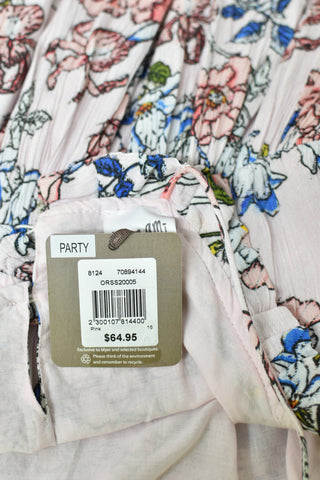 PARTY
8124 70894144
ORSS20005
2 300107 814400 16
Pink
$64.95
Exclusive to Myer and selected boutiques.
Please think of the environment
and remember to recycle.